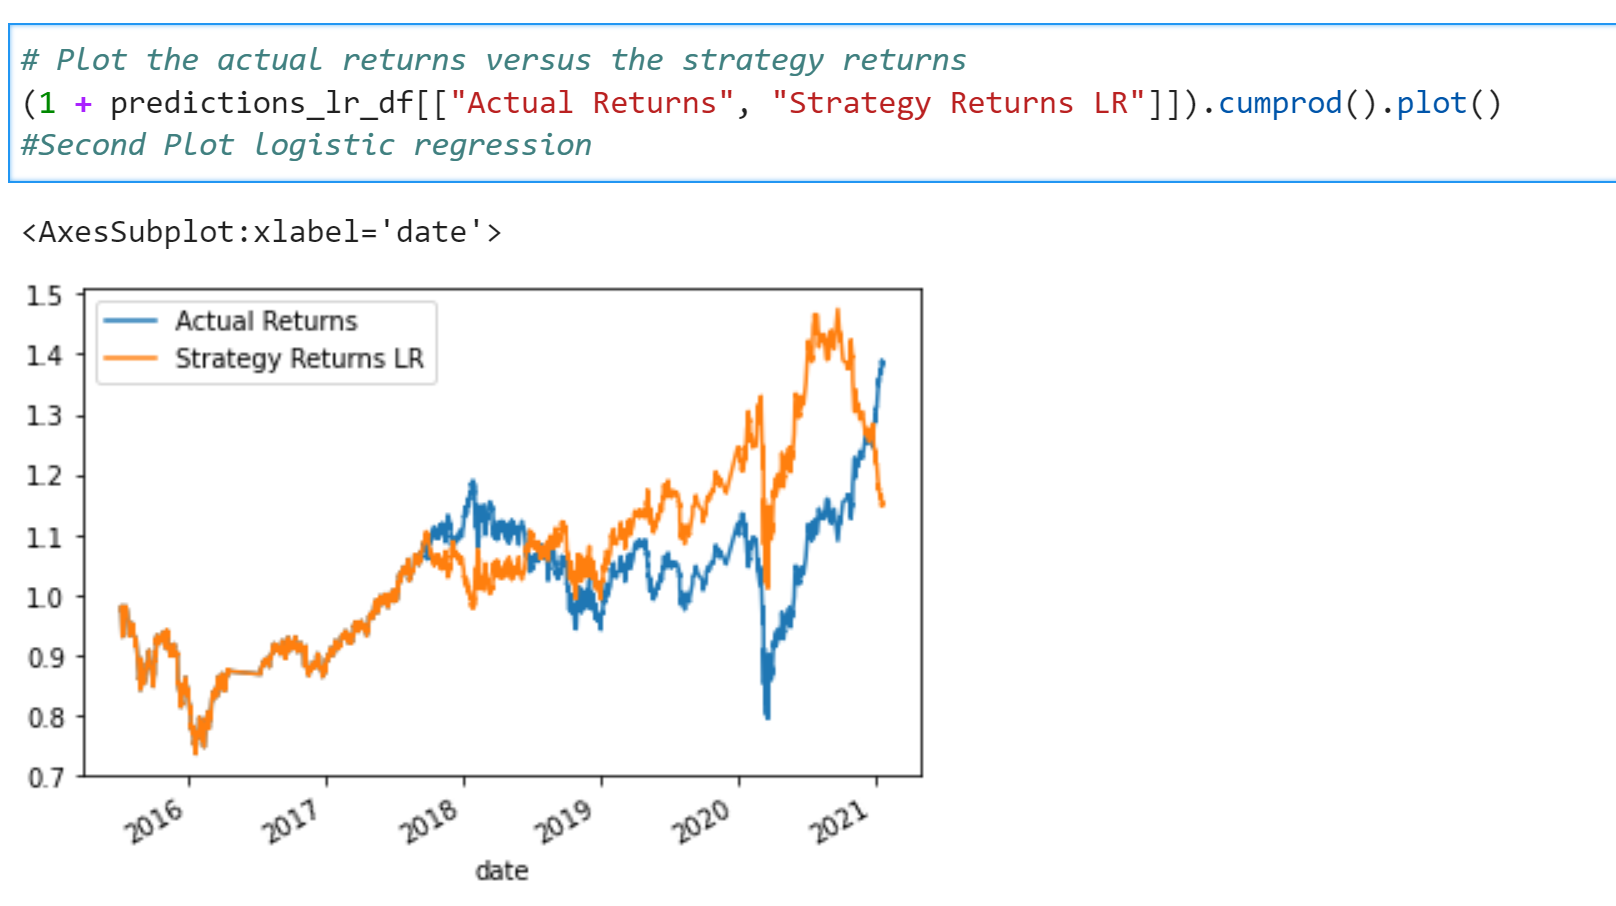 # Plot the actual returns versus the strategy returns
(1 + predictions_lr_df[["Actual Returns", "Strategy Returns LR"]]).cumprod().plot()
#Second Plot logistic regression
<AxesSubplot:xlabel='date'>
1.5
Actual Returns
Strategy Returns LR
1.4
1.3
1.2
1.1
1.0
0.9
0.8
0.7
2016
2017
2018
2019
2020
2021
date